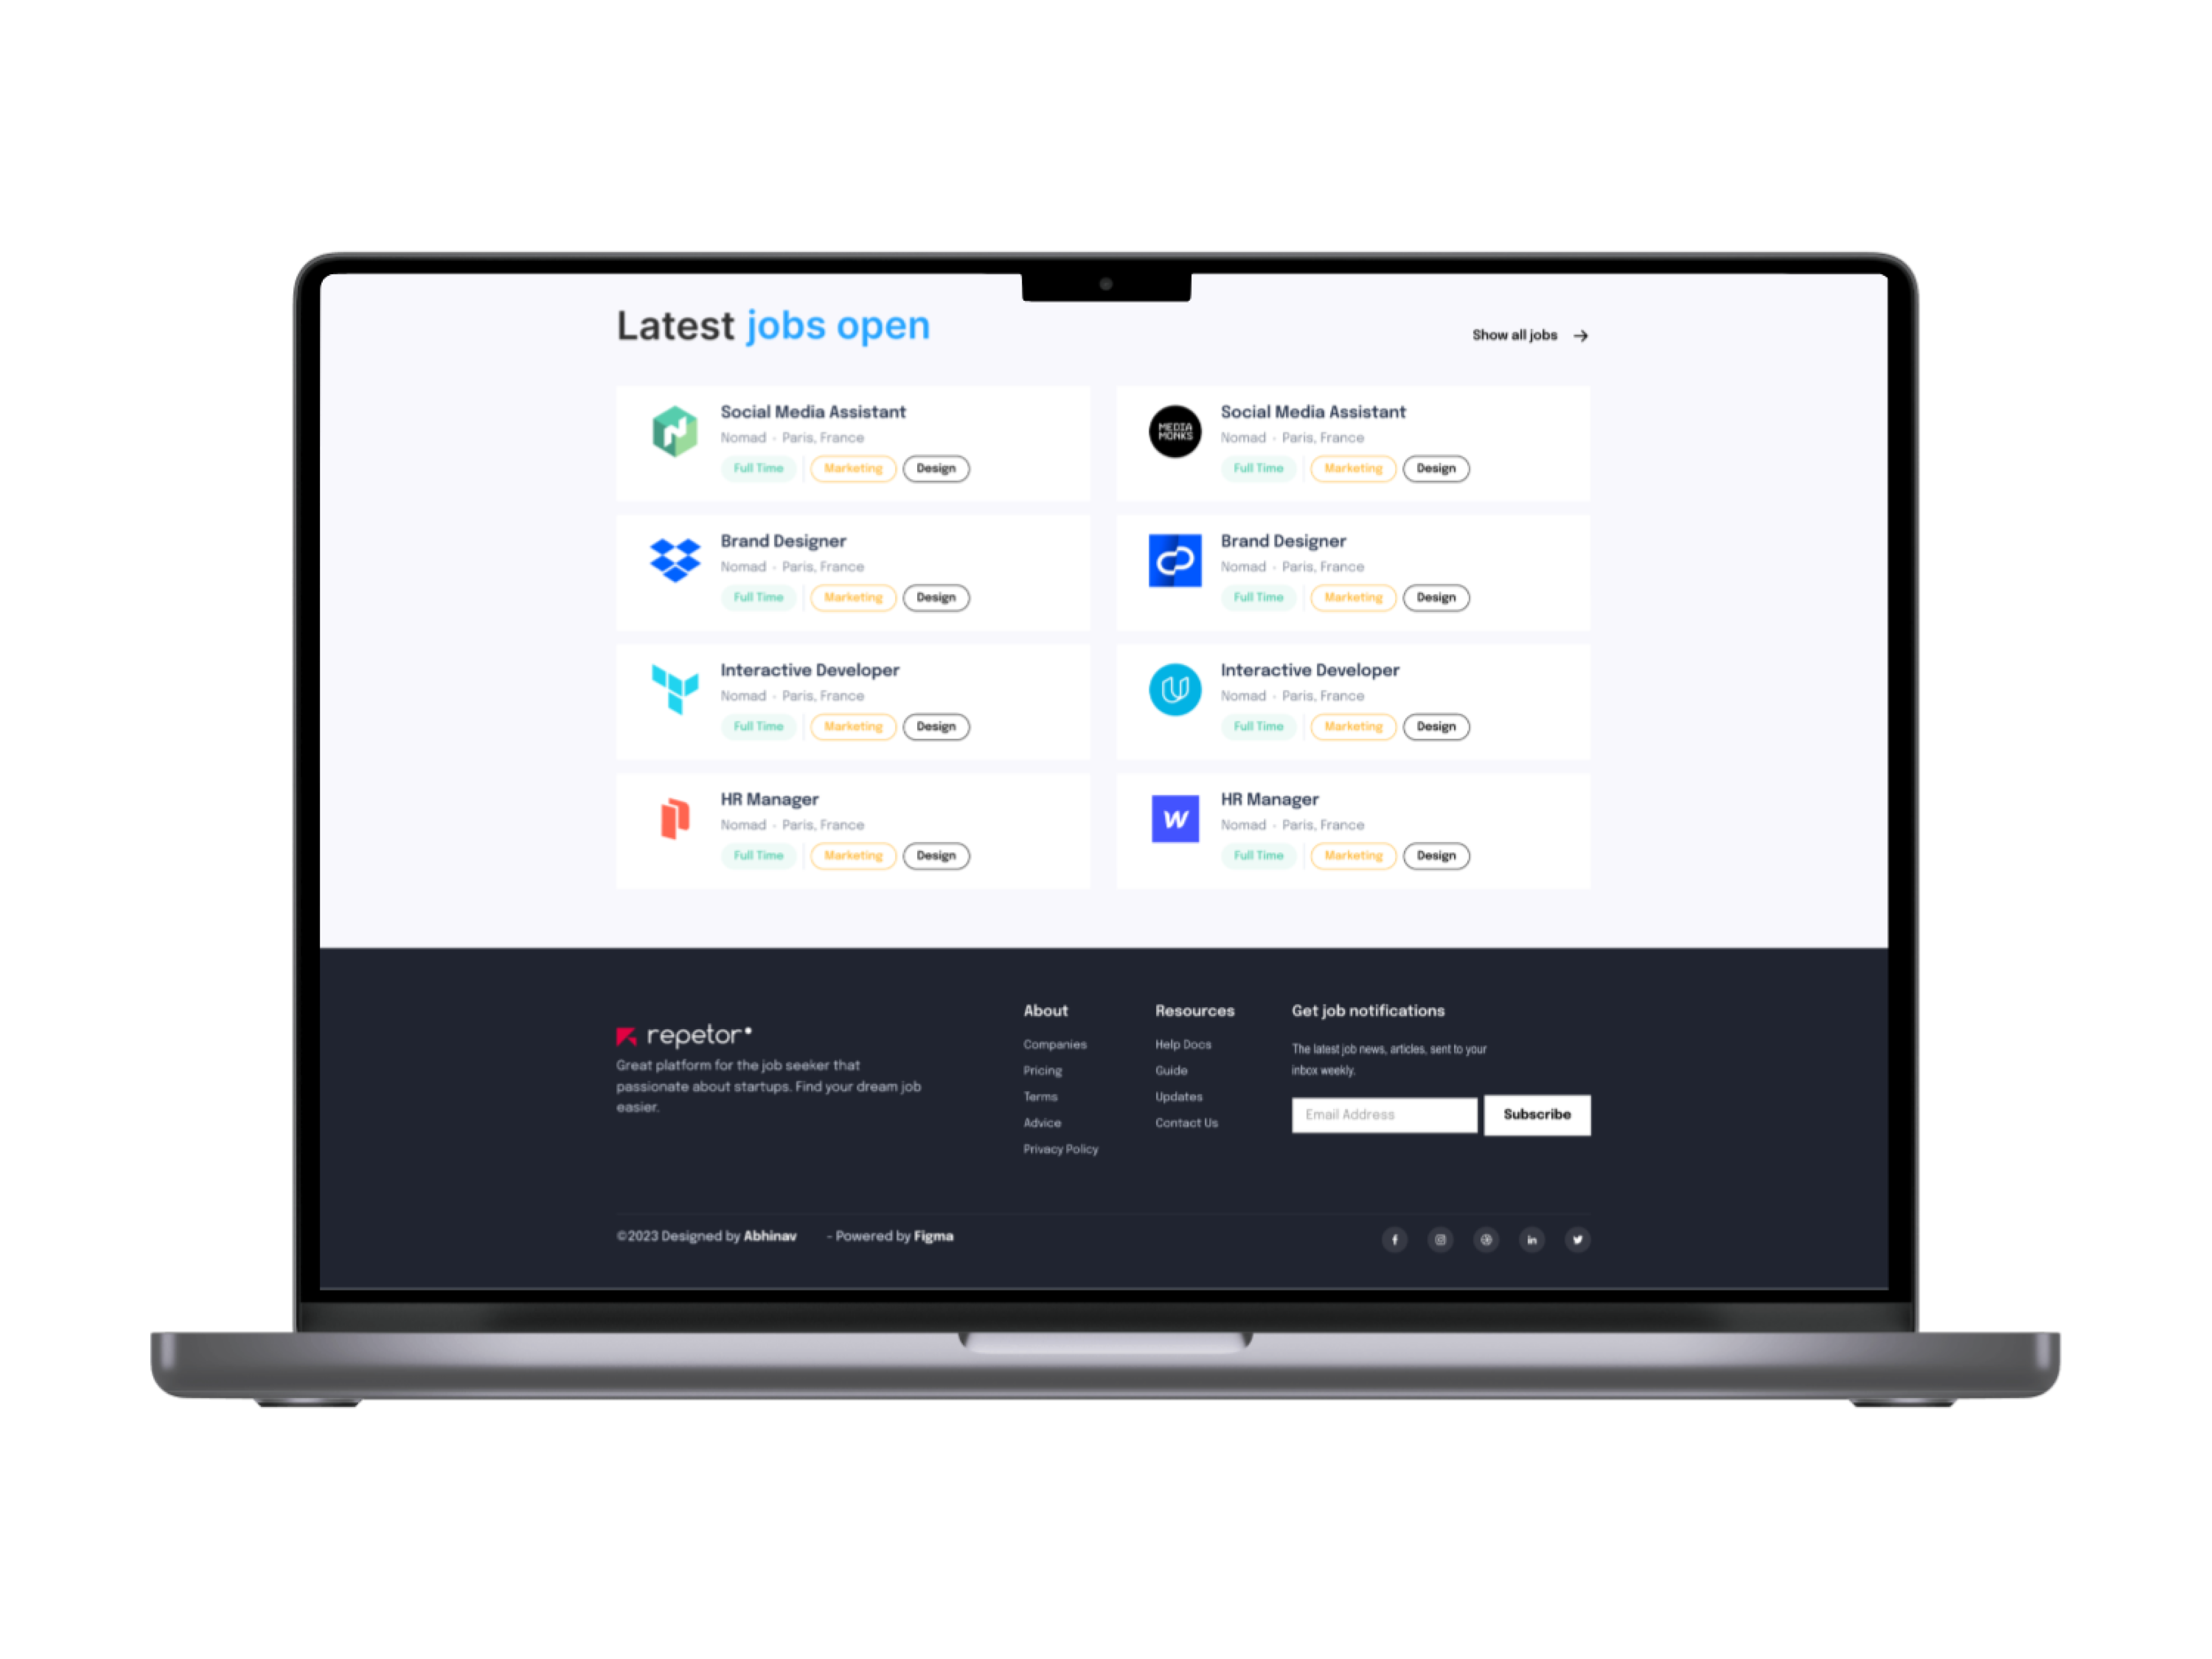 Latest jobs open
Show all jobs
Social Media Assistant
Nomad · Paris, France
Full Time Marketing Design
MEDIA
MONKS
Social Media Assistant
Nomad · Paris, France
Full Time Marketing Design
Brand Designer
Nomad · Paris, France
Full Time Marketing Design
Brand Designer
Nomad · Paris, France
Full Time Marketing Design
Interactive Developer
Nomad · Paris, France
Full Time Marketing Design
Interactive Developer
Nomad · Paris, France
Full Time Marketing Design
HR Manager
Nomad · Paris, France
Full Time Marketing Design
W
HR Manager
Nomad · Paris, France
Full Time Marketing Design
repetor
Great platform for the job seeker that
passionate about startups. Find your dream job
easier.
About
Companies
Pricing
Terms
Advice
Privacy Policy
Resources
Help Docs
Guide
Updates
Contact Us
Get job notifications
The latest job news, articles, sent to your
inbox weekly.
Email Address
Subscribe
©2023 Designed by Abhinav - Powered by Figma